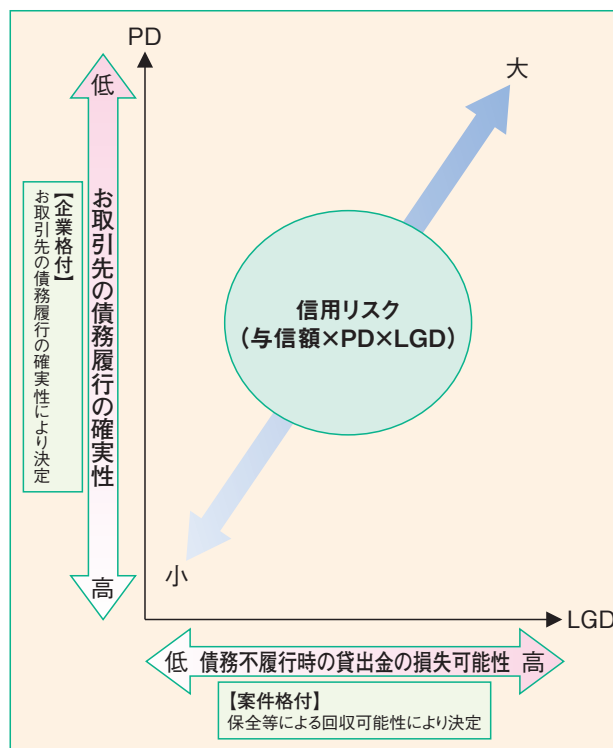 PD
低
お取引先の債務履行の確実性
高
【企業格付】
お取引先の債務履行の確実性により決定
大
信用リスク
(与信額×PD×LGD)
小
LGD
低 債務不履行時の貸出金の損失可能性 高
【案件格付】
保全等による回収可能性により決定